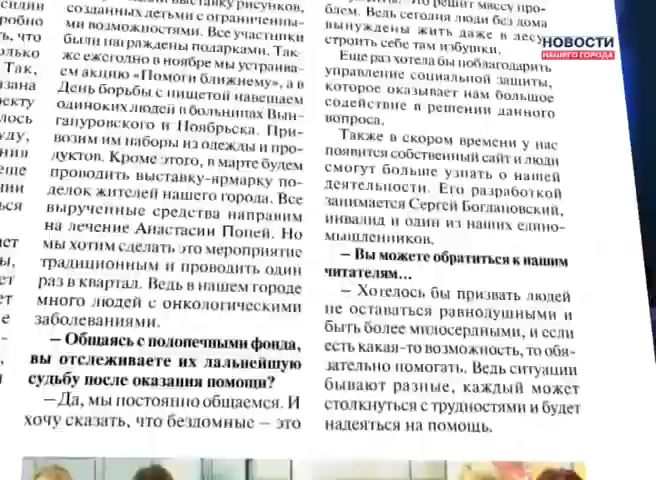 выставку рисунков,
созданных детьми с ограниченны-
ми возможностями. Все участники
были награждены подарками. Так-
же ежегодно в ноябре мы устраива-
ем акцию «Помоги ближнему», а в
День борьбы с нищетой навещаем
одиноких людей в больницах Вын-
гапуровского и Ноябрьска. При-
возим им наборы из одежды и про-
дуктов. Кроме этого, в марте будем
проводить выставку-ярмарку по-
делок жителей нашего города. Все
вырученные средства направим
на лечение Анастасии Попей. Но
мы хотим сделать это мероприятие
традиционным и проводить один
раз в квартал. Ведь в нашем городе
много людей с онкологическими
заболеваниями.
– Общаясь с подопечными фонда,
вы отслеживаете их дальнейшую
судьбу после оказания помощи?
– Да, мы постоянно общаемся. И
хочу сказать, что бездомные – это
решит массу про-
блем. Ведь сегодня люди без дома
вынуждены жить даже в лесу,
строить себе там избушки.
Еще раз хотела бы поблагодарить
управление социальной защиты,
которое оказывает нам большое
содействие в решении данного
вопроса.
Также в скором времени у нас
появится собственный сайт и люди
смогут больше узнать о нашей
деятельности. Его разработкой
занимается Сергей Богдановский,
инвалид и один из наших едино-
мышленников.
– Вы можете обратиться к нашим
читателям...
– Хотелось бы призвать людей
не оставаться равнодушными и
быть более милосердными, и если
есть какая-то возможность, то обя-
зательно помогать. Ведь ситуации
бывают разные, каждый может
столкнуться с трудностями и будет
надеяться на помощь.
НОВОСТИ
НАШЕГО ГОРОДА